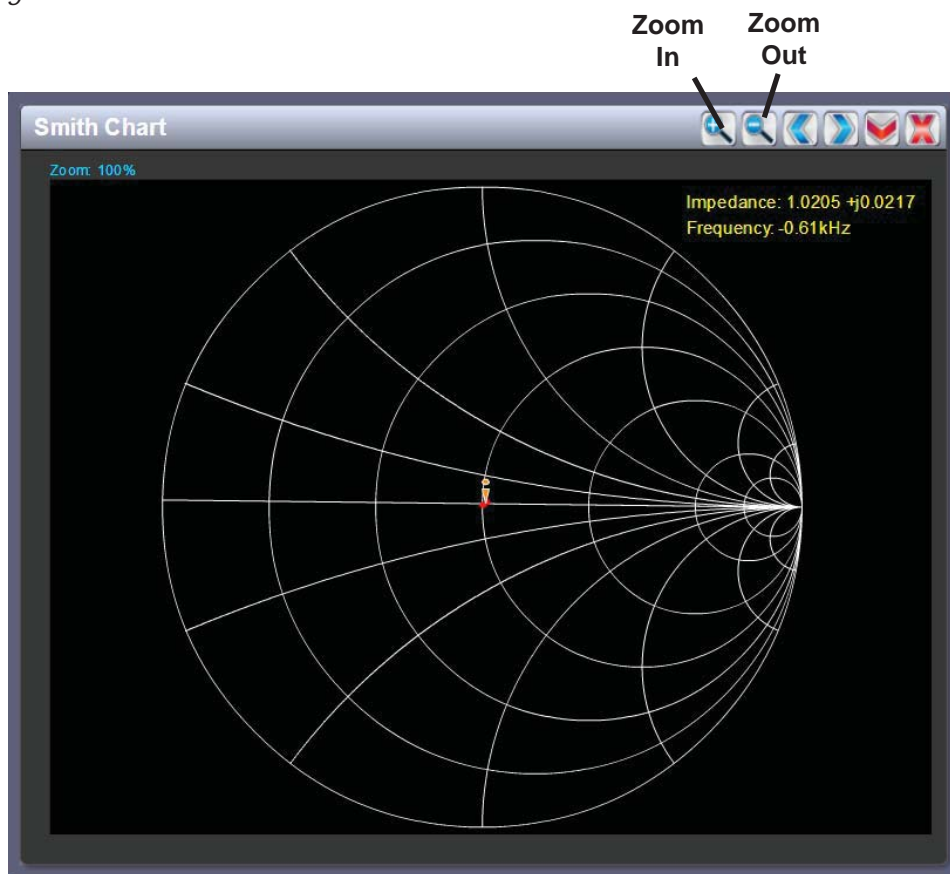 Zoom
In
Zoom
Out
Smith Chart
Zoom: 100%
Impedance: 1.0205 +j0.0217
Frequency: -0.61kHz